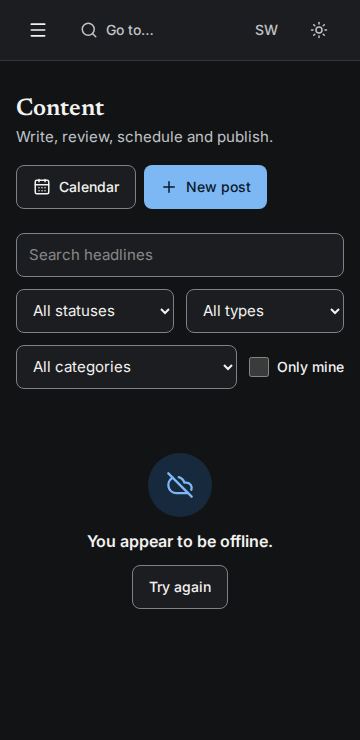 Go to...
SW
Content
Write, review, schedule and publish.
Calendar
New post
Search headlines
All statuses
All types
All categories
Only mine
You appear to be offline.
Try again